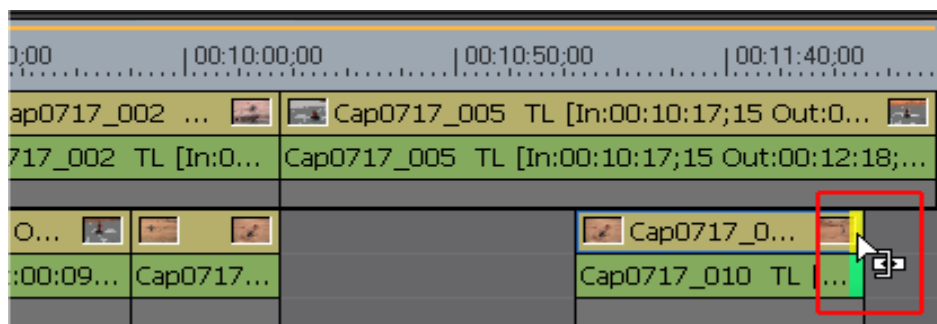 0;00 00:10:00;00 00:10:50;00 00:11:40;00
ap0717_002 ... Cap0717_005 TL [In:00:10:17;15 Out:0...
717_002 TL [In:0... Cap0717_005 TL [In:00:10:17;15 Out:00:12:18;...
O... Cap0717_0...
:00:09... Cap0717... Cap0717_010 TL [...